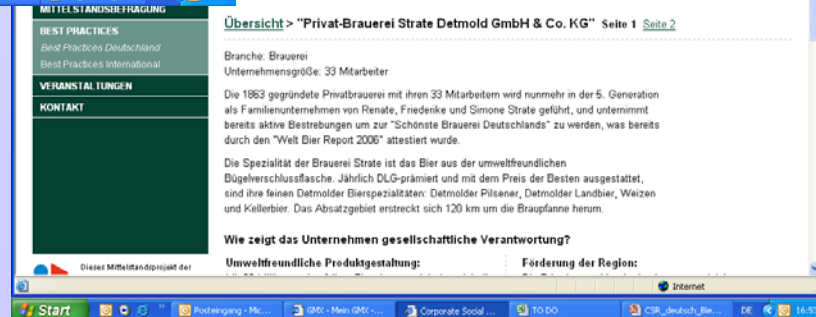 MITTELSTANDSBEFRAGUNG
BEST PRACTICES
Best Practices Deutschland
Best Practices International
VERANSTALTUNGEN
KONTAKT
Übersicht > "Privat-Brauerei Strate Detmold GmbH & Co. KG" Seite 1 Seite 2
Branche: Brauerei
Unternehmensgröße: 33 Mitarbeiter
Die 1863 gegründete Privatbrauerei mit ihren 33 Mitarbeitern wird nunmehr in der 5. Generation
als Familienunternehmen von Renate, Friederike und Simone Strate geführt, und unternimmt
bereits aktive Bestrebungen um zur "Schönste Brauerei Deutschlands" zu werden, was bereits
durch den "Welt Bier Report 2006" attestiert wurde.
Die Spezialität der Brauerei Strate ist das Bier aus der umweltfreundlichen
Bügelverschlussflasche. Jährlich DLG-prämiert und mit dem Preis der Besten ausgestattet,
sind ihre feinen Detmolder Bierspezialitäten: Detmolder Pilsener, Detmolder Landbier, Weizen
und Kellerbier. Das Absatzgebiet erstreckt sich 120 km um die Braupfanne herum.
Wie zeigt das Unternehmen gesellschaftliche Verantwortung?
Umweltfreundliche Produktgestaltung:
Förderung der Region:
Dieses Mittelstandsprojekt der
Internet
Start
Posteingang - Mic...
GMX - Mein GMX -...
Corporate Social ...
TO DO
CSR_deutsch_Bie...
DE
16:53